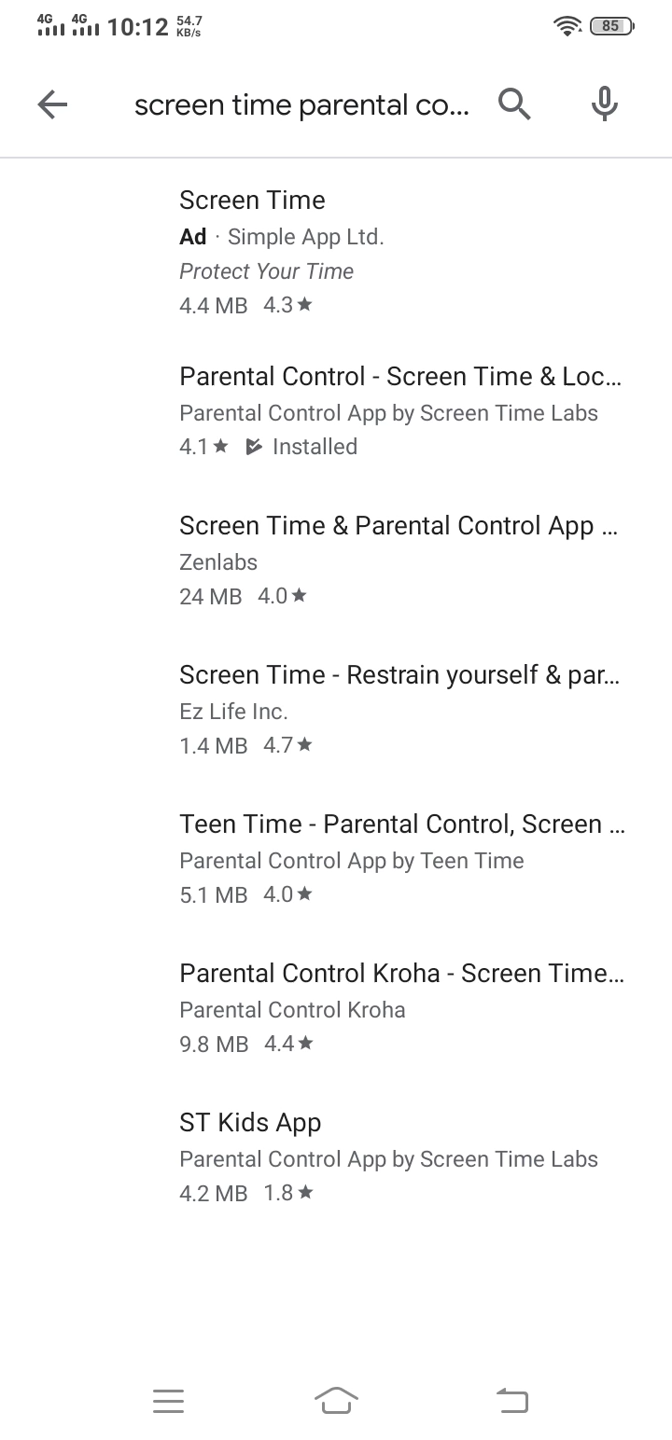 4G 4G 10:12 54.7 KB/s 85
screen time parental co...
Screen Time
Ad · Simple App Ltd.
Protect Your Time
4.4 MB 4.3★
Parental Control - Screen Time & Loc...
Parental Control App by Screen Time Labs
4.1★ Installed
Screen Time & Parental Control App ...
Zenlabs
24 MB 4.0★
Screen Time - Restrain yourself & par...
Ez Life Inc.
1.4 MB 4.7★
Teen Time - Parental Control, Screen ...
Parental Control App by Teen Time
5.1 MB 4.0★
Parental Control Kroha - Screen Time...
Parental Control Kroha
9.8 MB 4.4★
ST Kids App
Parental Control App by Screen Time Labs
4.2 MB 1.8★